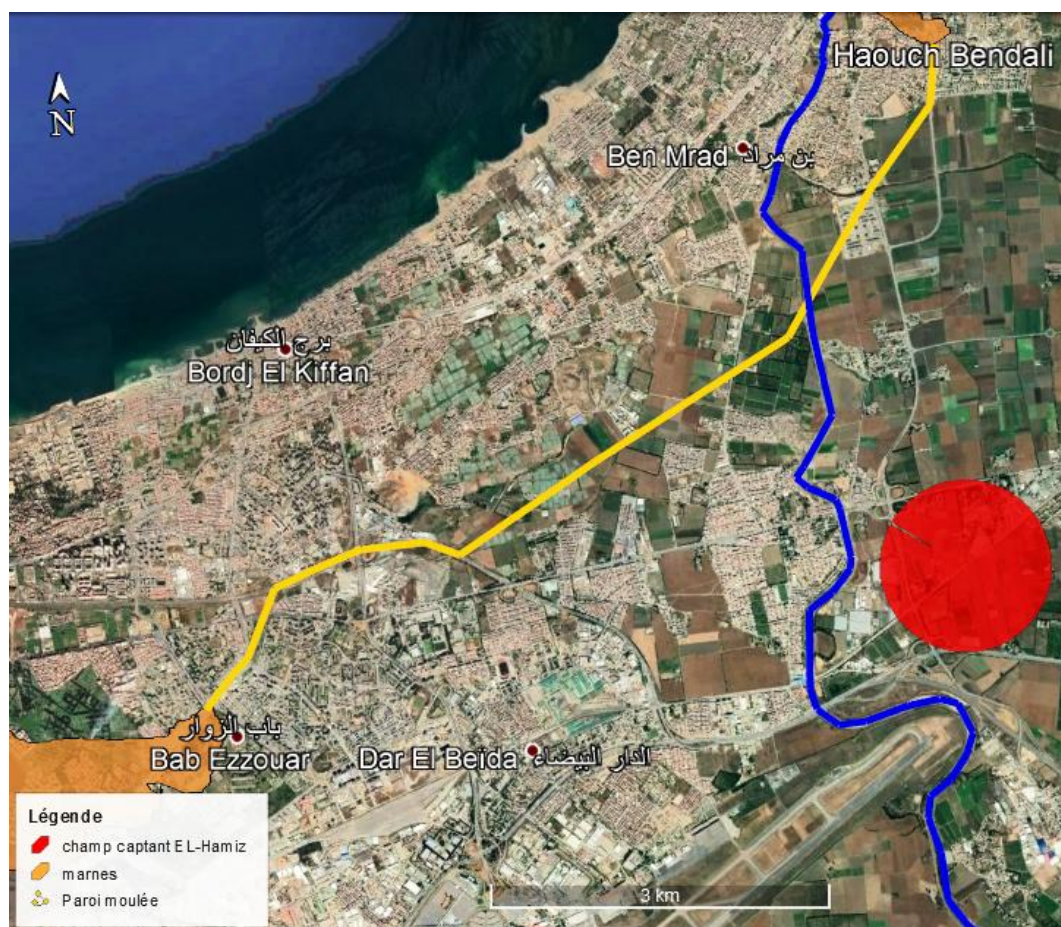 Haouch Bendali
N
Ben Mrad بن مراد
برج الكيفان
Bordj El Kiffan
باب الزوار
Bab Ezzouar
Dar El Beïda الدار البيضاء
Légende
champ captant EL-Hamiz
marnes
Paroi moulée
3 km